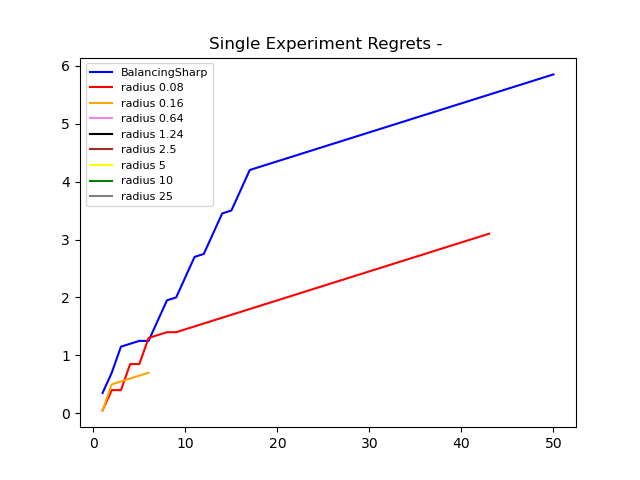 Single Experiment Regrets -
6
5
4
3
2
1
0
BalancingSharp
radius 0.08
radius 0.16
radius 0.64
radius 1.24
radius 2.5
radius 5
radius 10
radius 25
0 10 20 30 40 50